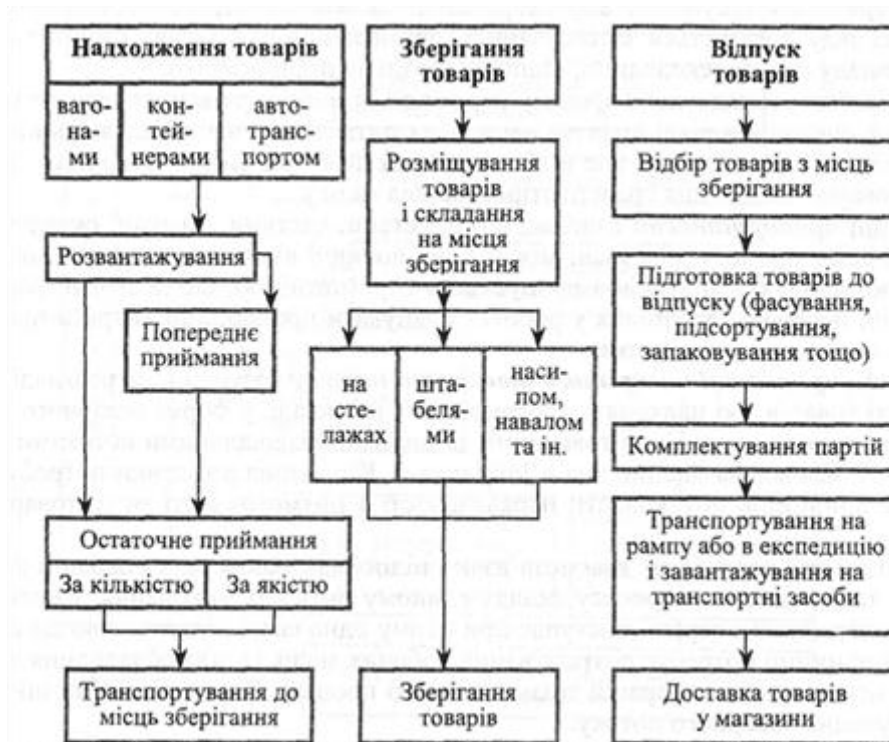 Надходження товарів
ваго-
нами
кон-
тей-
нерами
авто-
транс-
портом
Розвантажування
Попереднє
приймання
Остаточне приймання
За кількістю
За якістю
Транспортування до
місць зберігання
Зберігання
товарів
Розміщування
товарів
і складання
на місця
зберігання
на
сте-
лажах
шта-
беля-
ми
наси-
пом,
навалом
та ін.
Зберігання
товарів
Відпуск
товарів
Відбір товарів з місць
зберігання
Підготовка товарів до
відпуску (фасування,
підсортування,
запаковування тощо)
Комплектування партій
Транспортування на
рампу або в експедицію
і завантажування на
транспортні засоби
Доставка товарів
у магазини